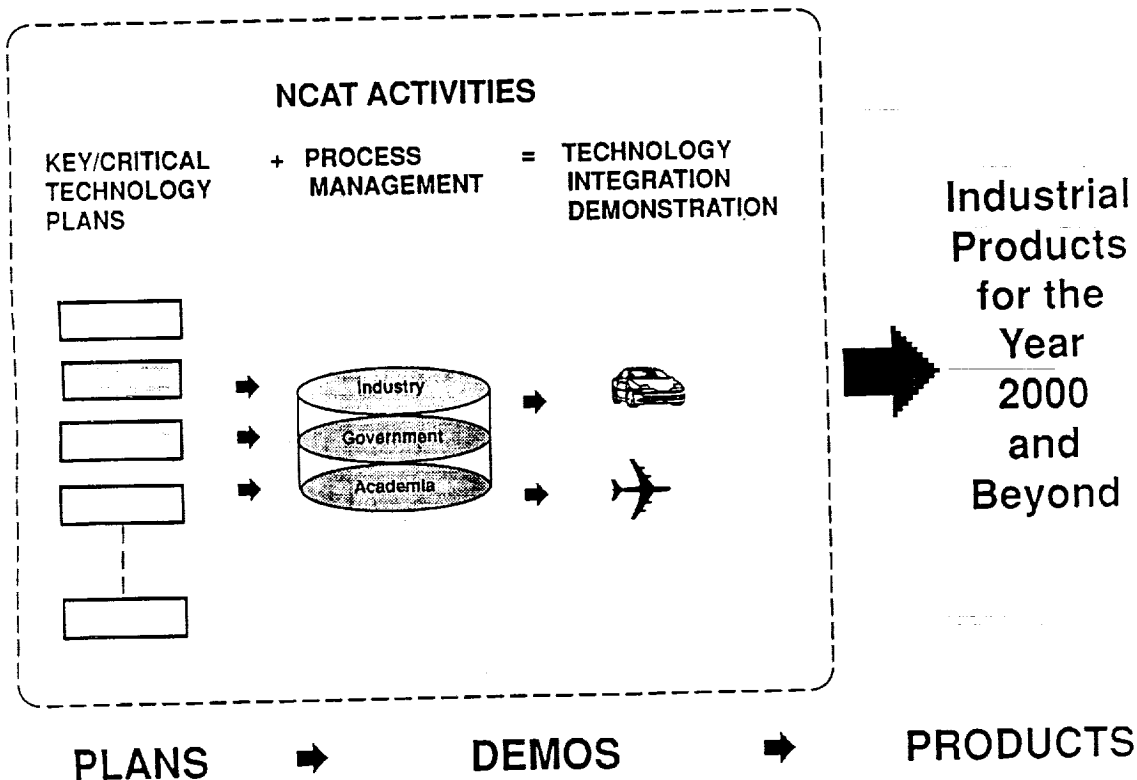 NCAT ACTIVITIES
KEY/CRITICAL
TECHNOLOGY
PLANS
+ PROCESS
MANAGEMENT
= TECHNOLOGY
INTEGRATION
DEMONSTRATION
Industry
Government
Academia
Industrial
Products
for the
Year
2000
and
Beyond
PLANS
DEMOS
PRODUCTS